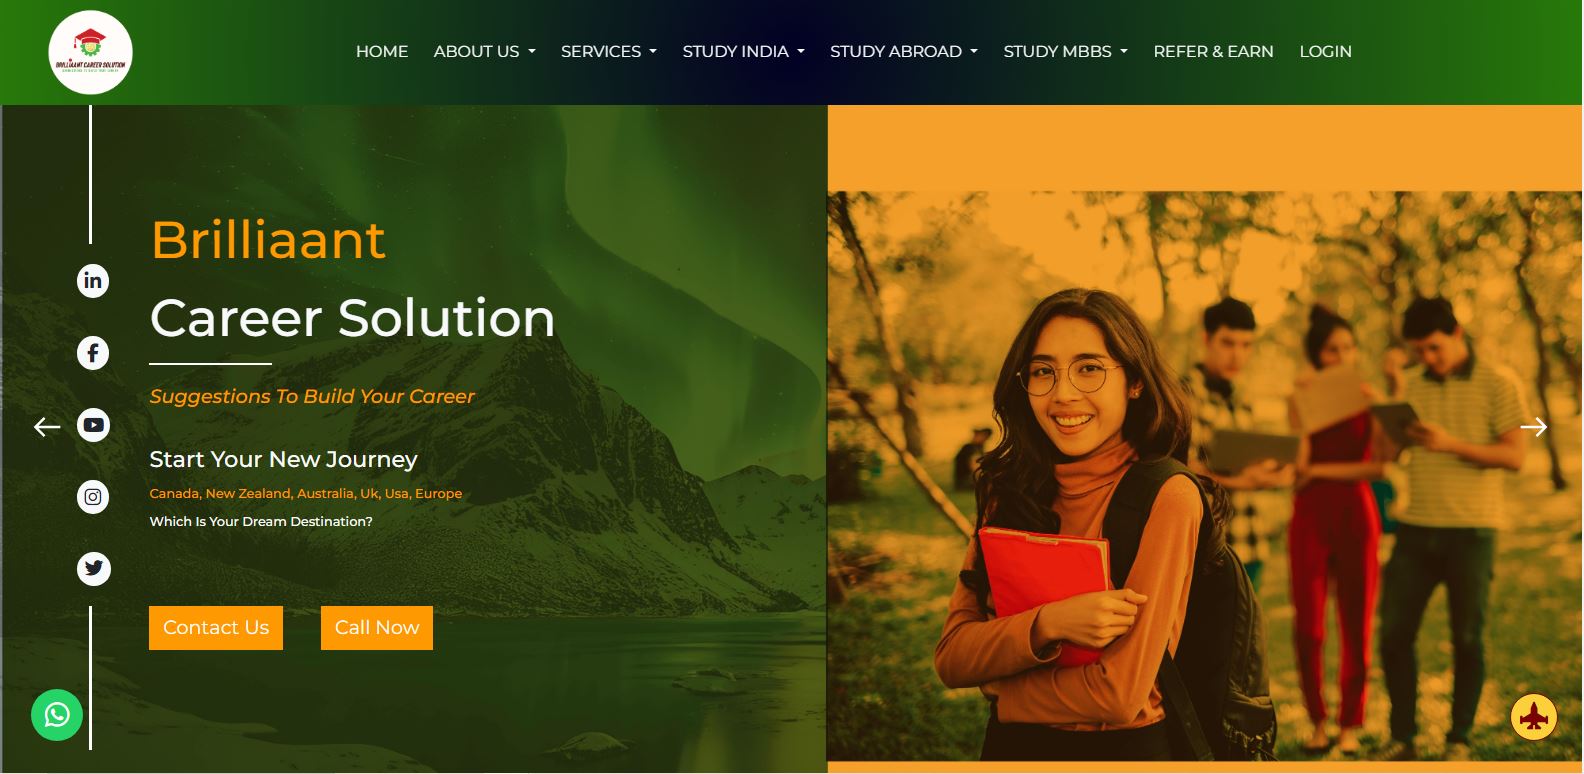 BRILLIAANT CAREER SOLUTION
HOME ABOUT US SERVICES STUDY INDIA STUDY ABROAD STUDY MBBS REFER & EARN LOGIN
Brilliaant
Career Solution
Suggestions To Build Your Career
Start Your New Journey
Canada, New Zealand, Australia, Uk, Usa, Europe
Which Is Your Dream Destination?
Contact Us Call Now